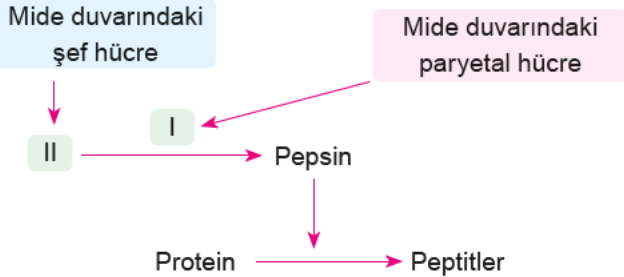 Mide duvarındaki
şef hücre
Mide duvarındaki
paryetal hücre
I
II
Pepsin
Protein
Peptitler